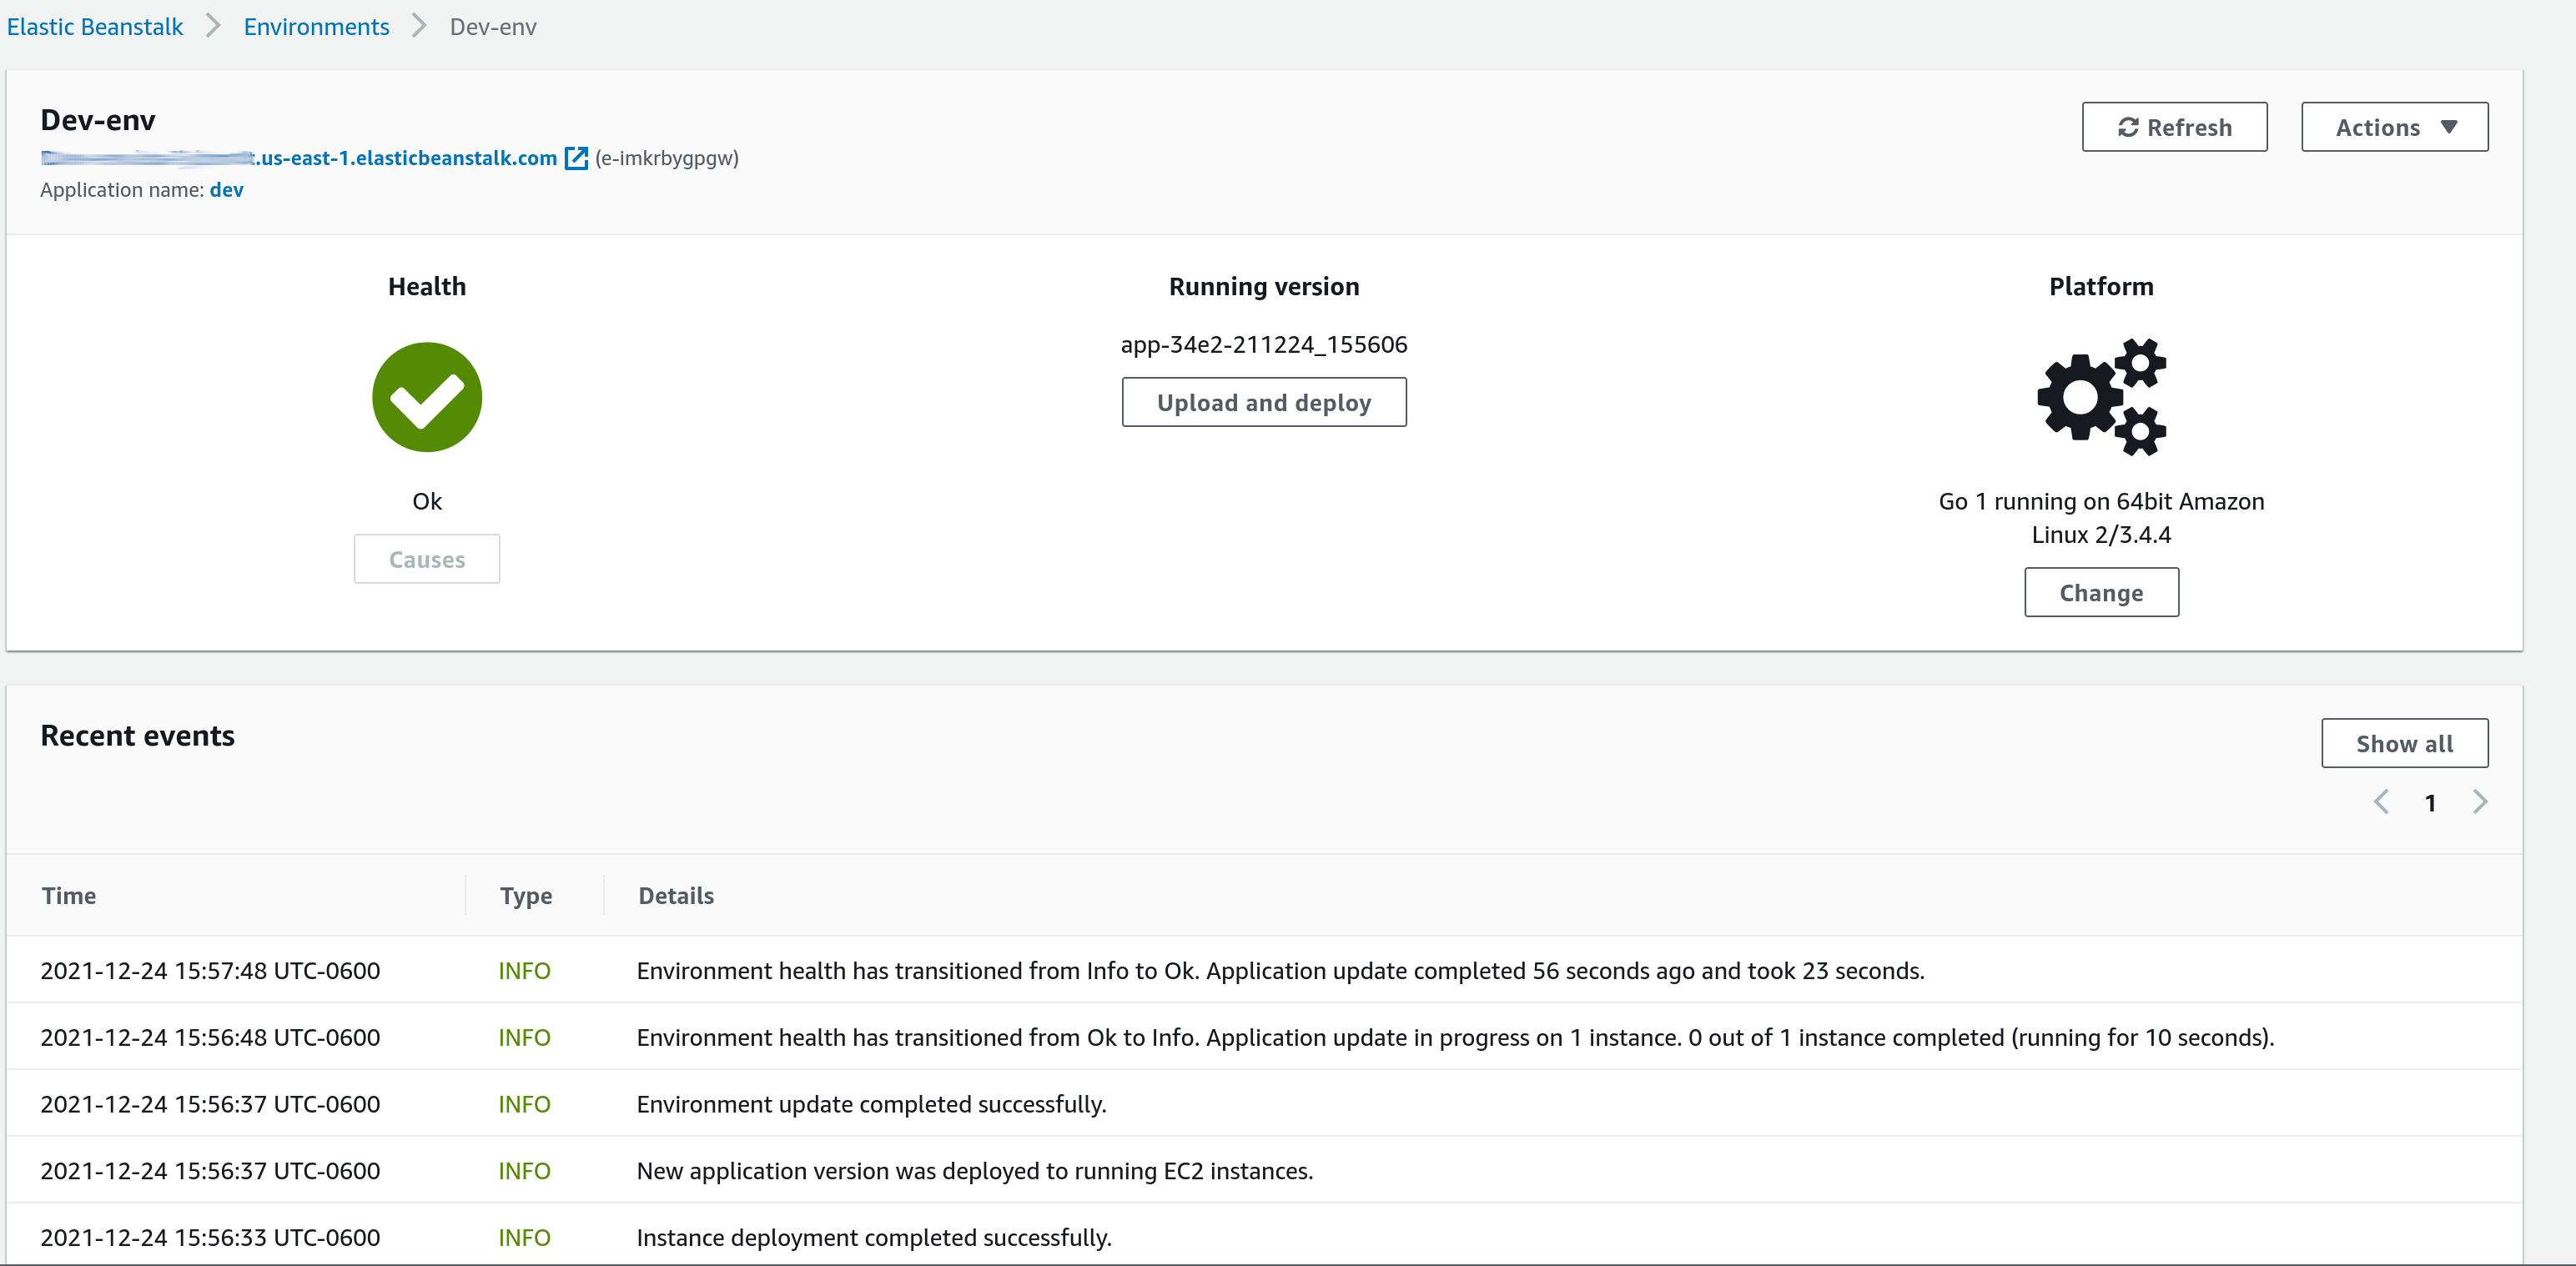 Elastic Beanstalk > Environments > Dev-env
Dev-env
Refresh
Actions ▼
.us-east-1.elasticbeanstalk.com (e-imkrbygpgw)
Application name: dev
Health
Running version
Platform
app-34e2-211224_155606
Upload and deploy
Ok
Causes
Go 1 running on 64bit Amazon
Linux 2/3.4.4
Change
Recent events
Show all
< 1 >
Time Type Details
2021-12-24 15:57:48 UTC-0600 INFO Environment health has transitioned from Info to Ok. Application update completed 56 seconds ago and took 23 seconds.
2021-12-24 15:56:48 UTC-0600 INFO Environment health has transitioned from Ok to Info. Application update in progress on 1 instance. 0 out of 1 instance completed (running for 10 seconds).
2021-12-24 15:56:37 UTC-0600 INFO Environment update completed successfully.
2021-12-24 15:56:37 UTC-0600 INFO New application version was deployed to running EC2 instances.
2021-12-24 15:56:33 UTC-0600 INFO Instance deployment completed successfully.